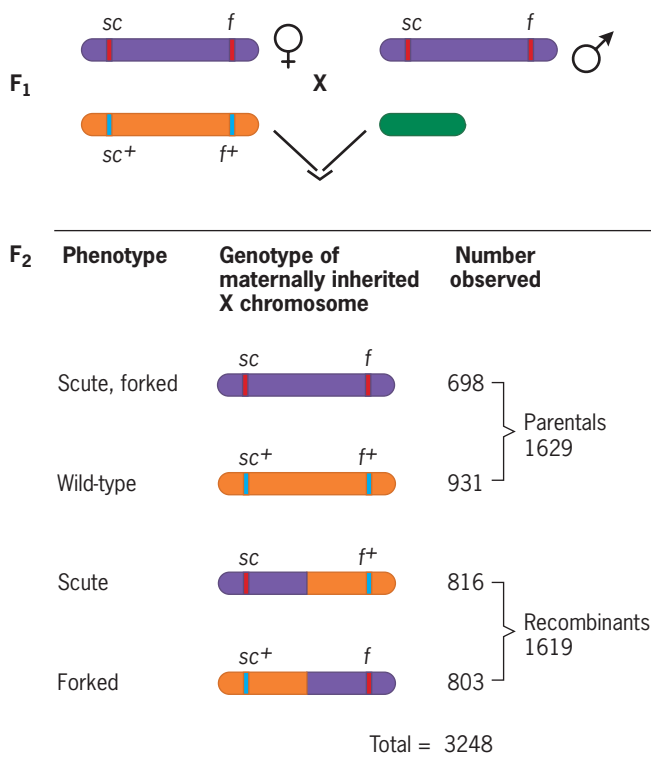 sc f ♀ sc f ♂
F1 X
sc+ f+
F2 Phenotype Genotype of maternally inherited X chromosome Number observed
sc f
Scute, forked 698
Parentals
1629
sc+ f+
Wild-type 931
sc f+
Scute 816
Recombinants
1619
sc+ f
Forked 803
Total = 3248